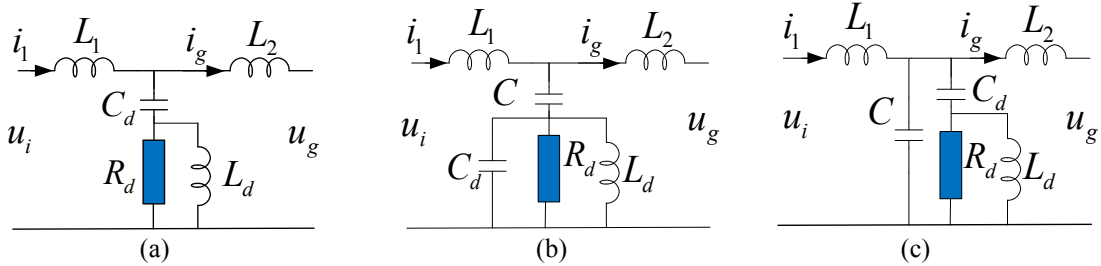 i1 L1 ig L2
Cd
ui Rd Ld ug
(a)
i1 L1 ig L2
C
ui Cd Rd Ld ug
(b)
i1 L1 ig L2
ui C Cd Rd Ld ug
(c)